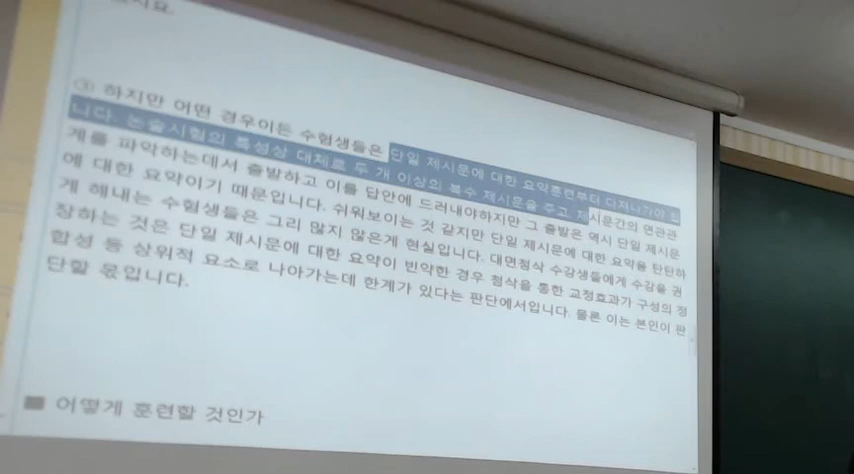 ③ 하지만 어떤 경우이든 수험생들은 단일 제시문에 대한 요약훈련부터 다져나가야 합
니다. 논술시험의 특성상 대체로 두 개 이상의 복수 제시문을 주고, 제시문간의 연관관
계를 파악하는데서 출발하고 이를 답안에 드러내야하지만 그 출발은 역시 단일 제시문
에 대한 요약이기 때문입니다. 쉬워보이는 것 같지만 단일 제시문에 대한 요약을 탄탄하
게 해내는 수험생들은 그리 많지 않은게 현실입니다. 대면첨삭 수강생들에게 수강을 권
장하는 것은 단일 제시문에 대한 요약이 빈약한 경우 첨삭을 통한 교정효과가 구성의 정
합성 등 상위적 요소로 나아가는데 한계가 있다는 판단에서입니다. 물론 이는 본인이 판
단할 몫입니다.
■ 어떻게 훈련할 것인가